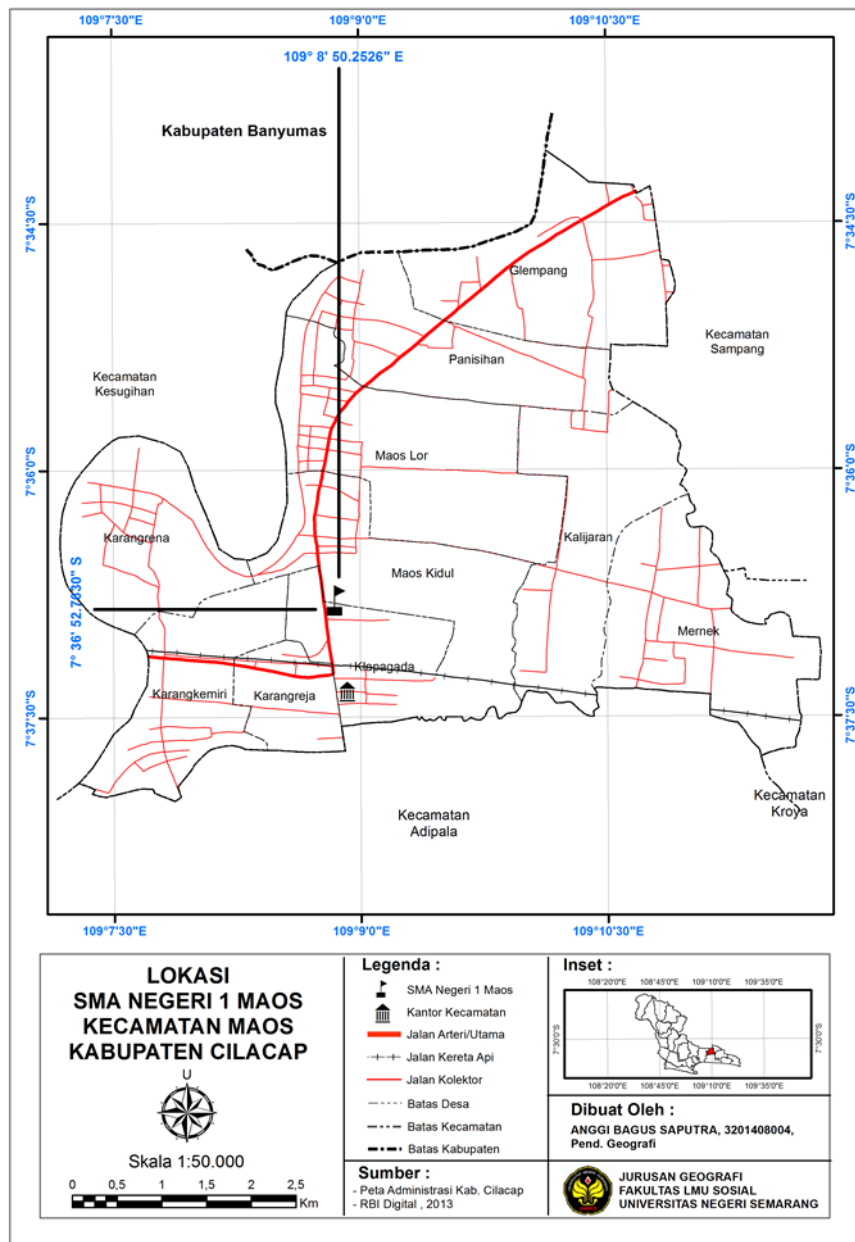 109°7'30"E
109°9'0"E
109°10'30"E
109° 8' 50.2526" E
Kabupaten Banyumas
7°34'30"S
7°34'30"S
Glempang
Kecamatan
Sampang
Panisihan
Kecamatan
Kesugihan
Maos Lor
7°36'0"S
7°36'0"S
Karangrena
Kalijaran
Maos Kidul
7° 36' 52.7030" S
Mernek
Klapagada
Karangkemiri
Karangreja
7°37'30"S
7°37'30"S
Kecamatan
Adipala
Kecamatan
Kroya
109°7'30"E
109°9'0"E
109°10'30"E
LOKASI
SMA NEGERI 1 MAOS
KECAMATAN MAOS
KABUPATEN CILACAP
U
Skala 1:50.000
0 0,5 1 1,5 2 2,5
Km
Legenda :
SMA Negeri 1 Maos
Kantor Kecamatan
Jalan Arteri/Utama
Jalan Kereta Api
Jalan Kolektor
Batas Desa
Batas Kecamatan
Batas Kabupaten
Sumber :
- Peta Administrasi Kab. Cilacap
- RBI Digital , 2013
Inset :
108°20'0"E 108°45'0"E 109°10'0"E 109°35'0"E
7°30'0"S
7°30'0"S
108°20'0"E 108°45'0"E 109°10'0"E 109°35'0"E
Dibuat Oleh :
ANGGI BAGUS SAPUTRA, 3201408004,
Pend. Geografi
JURUSAN GEOGRAFI
FAKULTAS LMU SOSIAL
UNIVERSITAS NEGERI SEMARANG